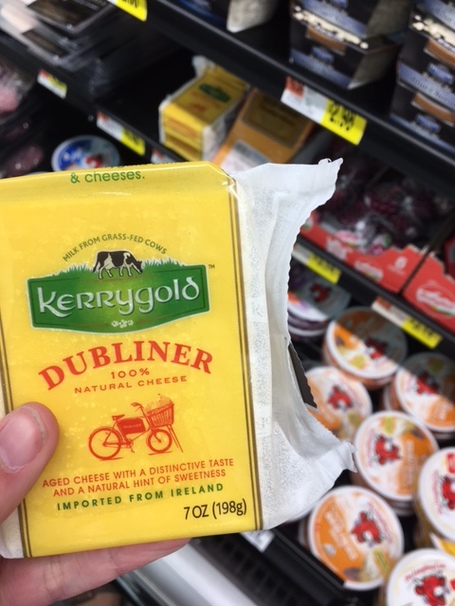 & cheeses.
MILK FROM GRASS-FED COWS
Kerrygold
TM
DUBLINER
100%
NATURAL CHEESE
AGED CHEESE WITH A DISTINCTIVE TASTE
AND A NATURAL HINT OF SWEETNESS
IMPORTED FROM IRELAND
7 OZ (198g)